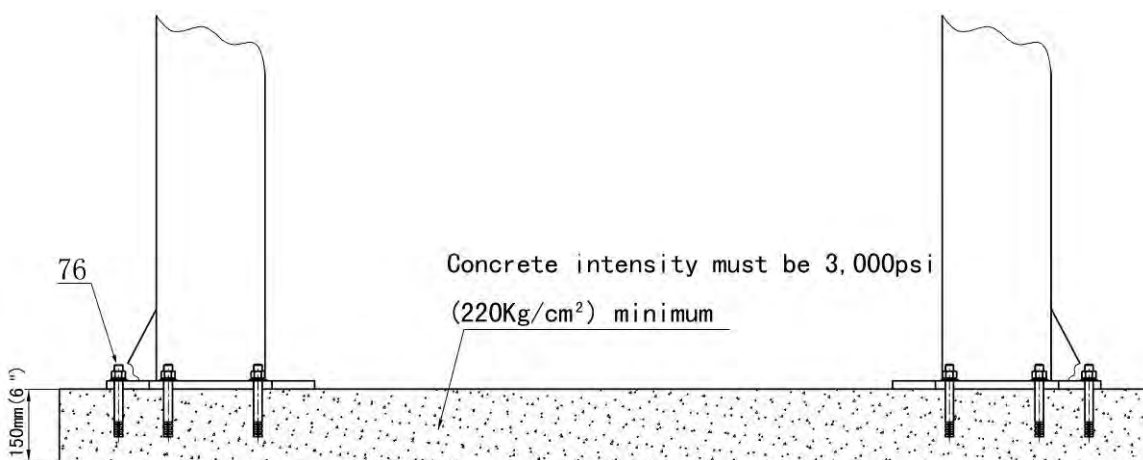 76
Concrete intensity must be 3,000psi
(220Kg/cm²) minimum
150mm(6 ")